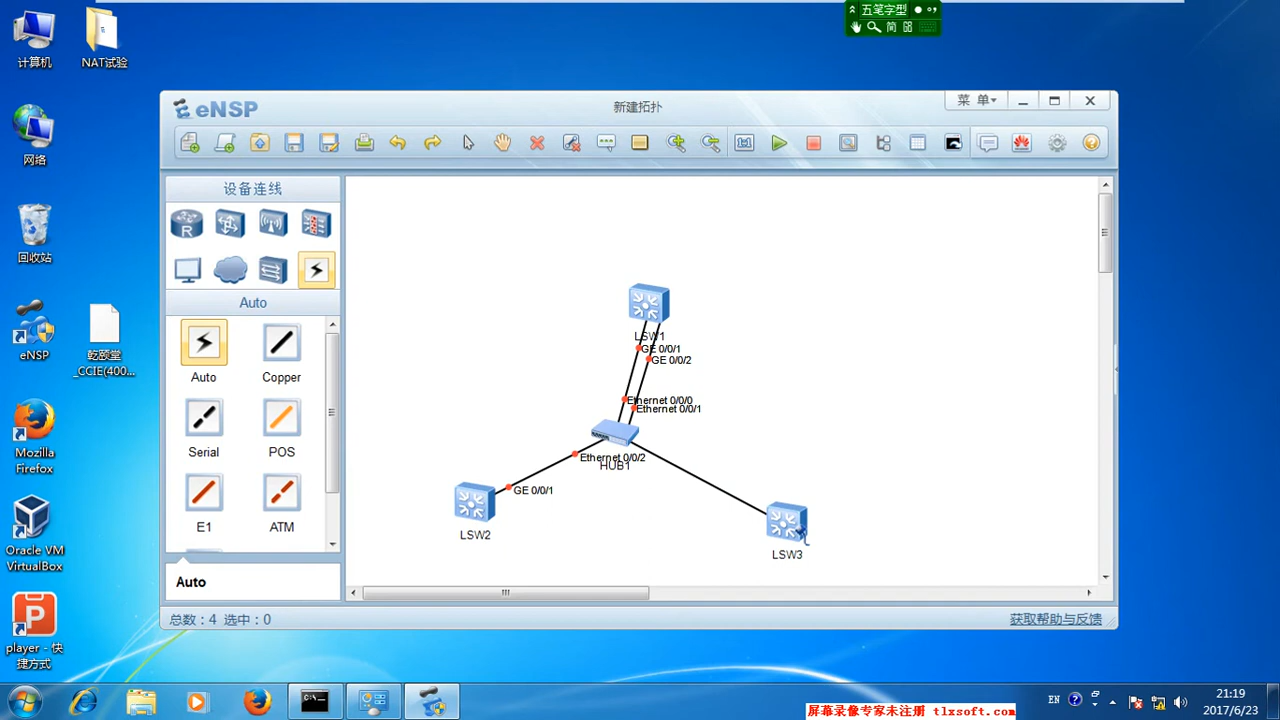 五笔字型
简
计算机
NAT试验
网络
回收站
eNSP
乾颐堂
_CCIE(400...
Mozilla
Firefox
Oracle VM
VirtualBox
player - 快
捷方式
eNSP
新建拓扑
菜 单
设备连线
R
Auto
Auto
Copper
Serial
POS
E1
ATM
Auto
LSW1
GE 0/0/1
GE 0/0/2
Ethernet 0/0/0
Ethernet 0/0/1
Ethernet 0/0/2
HUB1
GE 0/0/1
LSW2
LSW3
总数：4 选中：0
获取帮助与反馈
C:\
EN
21:19
2017/6/23
屏幕录像专家未注册 tlxsoft.com